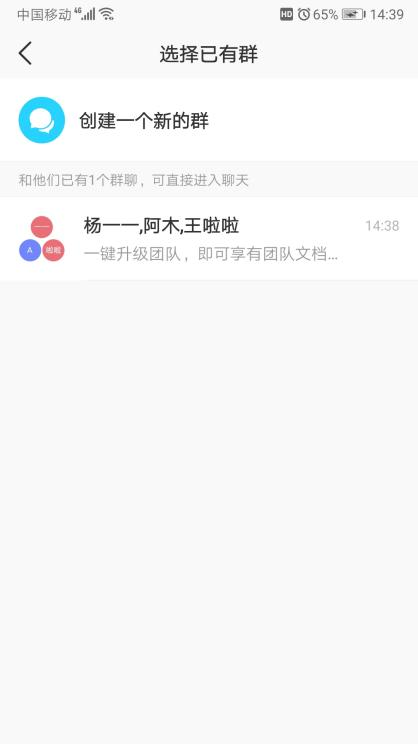 中国移动 4G HD 65% 14:39
选择已有群
创建一个新的群
和他们已有1个群聊，可直接进入聊天
杨一一,阿木,王啦啦 14:38
一一
A 啦啦
一键升级团队，即可享有团队文档...